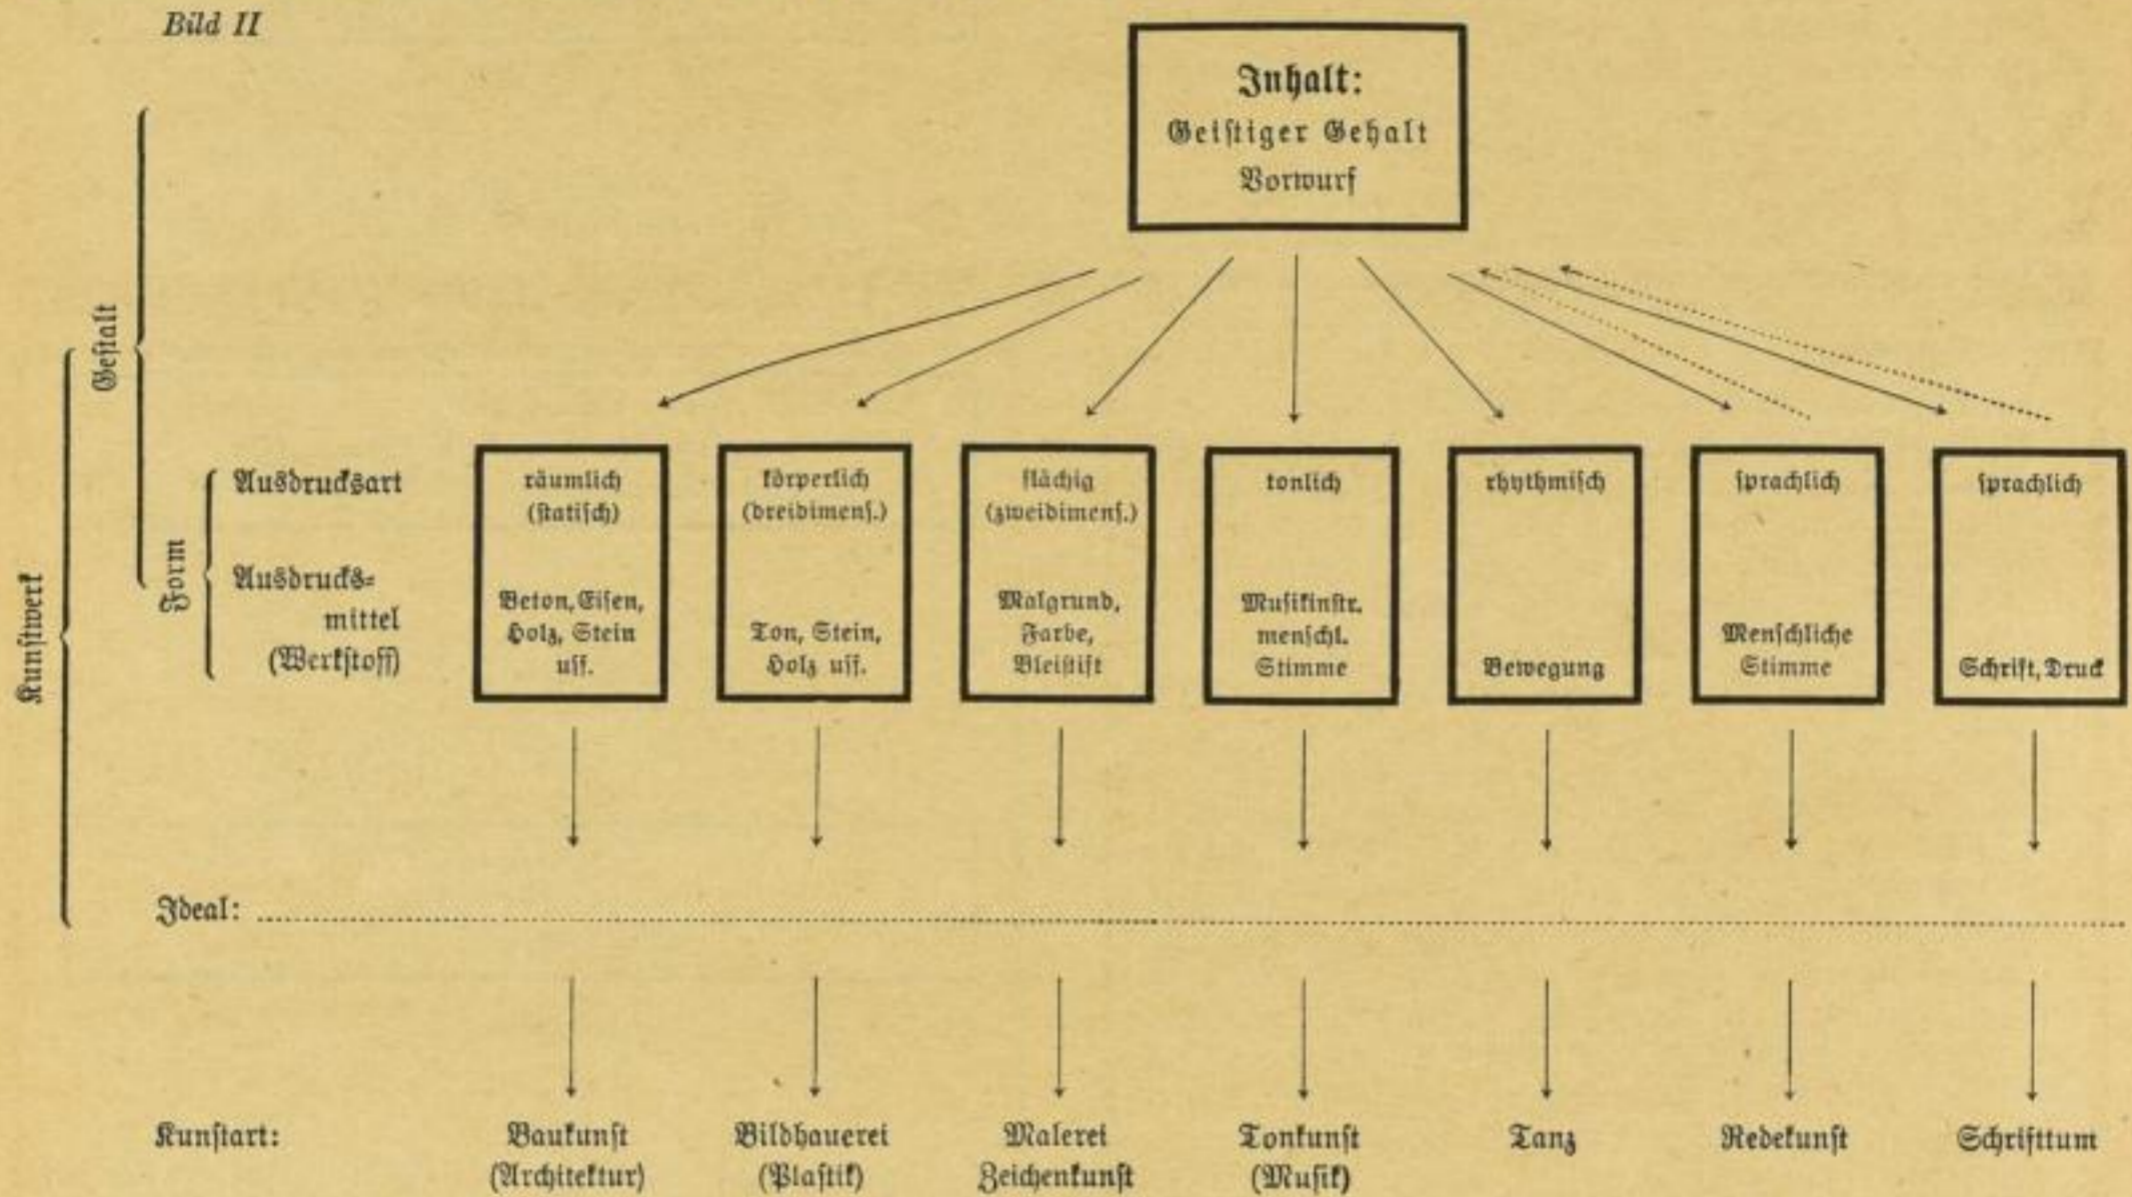 Bild II
Inhalt:
Geistiger Gehalt
Vorwurf
Gestalt
Kunstwerk
Form
Ausdrucksart
Ausdrucks=
mittel
(Werkstoff)
räumlich
(statisch)
Beton, Eisen,
Holz, Stein
usf.
körperlich
(dreidimens.)
Ton, Stein,
Holz usf.
flächig
(zweidimens.)
Malgrund,
Farbe,
Bleistift
tonlich
Musikinstr.
menschl.
Stimme
rhythmisch
Bewegung
sprachlich
Menschliche
Stimme
sprachlich
Schrift, Druck
Ideal:
Kunstart:
Baukunst
(Architektur)
Bildhauerei
(Plastik)
Malerei
Zeichenkunst
Tonkunst
(Musik)
Tanz
Redekunst
Schrifttum